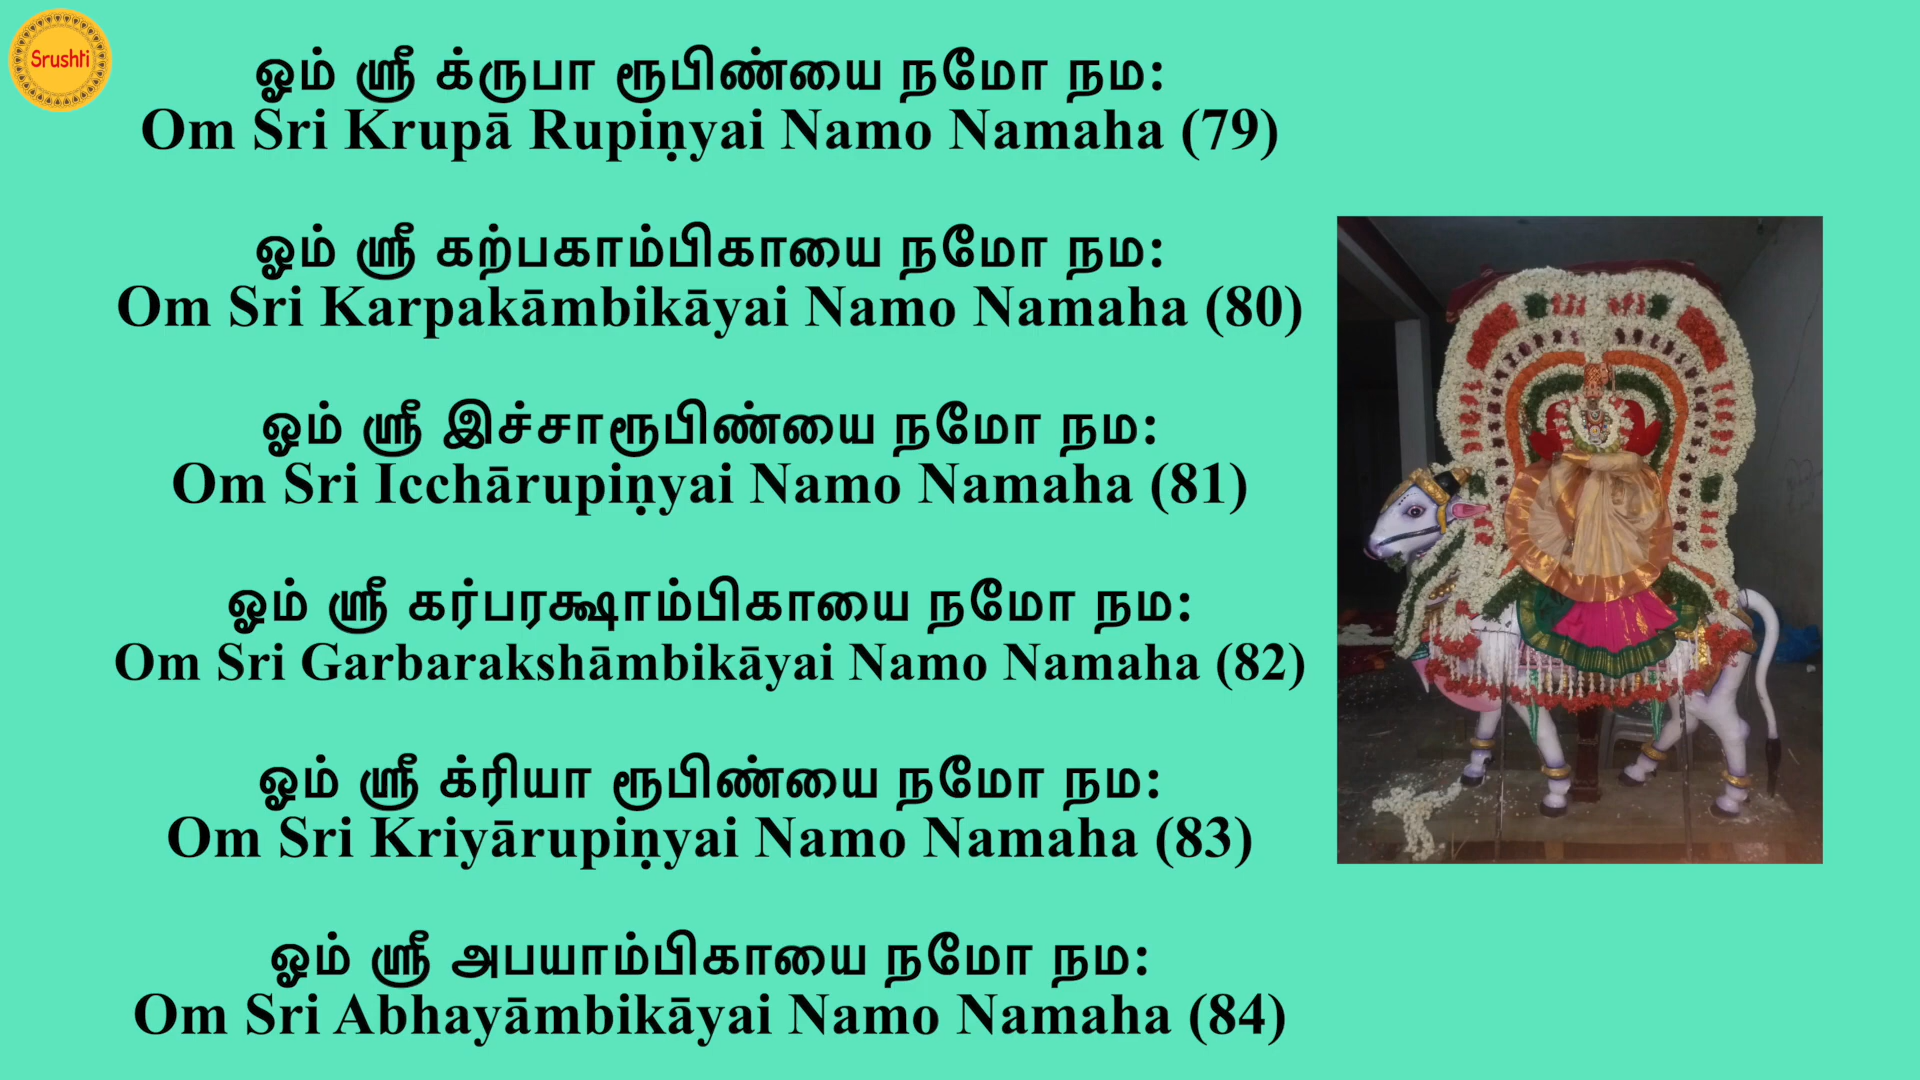 Srushti
ஓம் ஸ்ரீ க்ருபா ரூபிண்யை நமோ நம:
Om Sri Krupā Rupiṇyai Namo Namaha (79)
ஓம் ஸ்ரீ கற்பகாம்பிகாயை நமோ நம:
Om Sri Karpakāmbikāyai Namo Namaha (80)
ஓம் ஸ்ரீ இச்சாரூபிண்யை நமோ நம:
Om Sri Icchārupiṇyai Namo Namaha (81)
ஓம் ஸ்ரீ கர்பரக்ஷாம்பிகாயை நமோ நம:
Om Sri Garbarakshāmbikāyai Namo Namaha (82)
ஓம் ஸ்ரீ க்ரியா ரூபிண்யை நமோ நம:
Om Sri Kriyārupiṇyai Namo Namaha (83)
ஓம் ஸ்ரீ அபயாம்பிகாயை நமோ நம:
Om Sri Abhayāmbikāyai Namo Namaha (84)